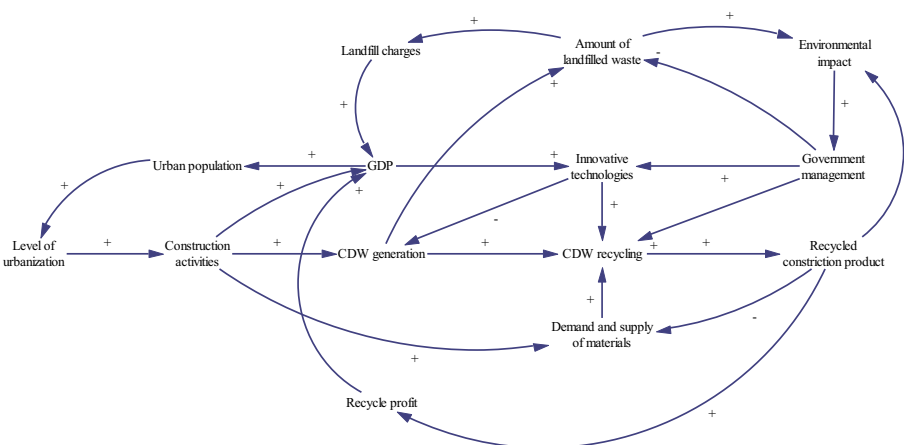 +
+
Landfill charges
Amount of
landfilled waste
-
Environmental
impact
+
+
+
Urban population
+
GDP
+
Innovative
technologies
Government
management
+
+
+
+
+
-
Level of
urbanization
+
Construction
activities
+
CDW generation
+
CDW recycling
+
+
Recycled
constriction product
+
Demand and supply
of materials
-
+
Recycle profit
+